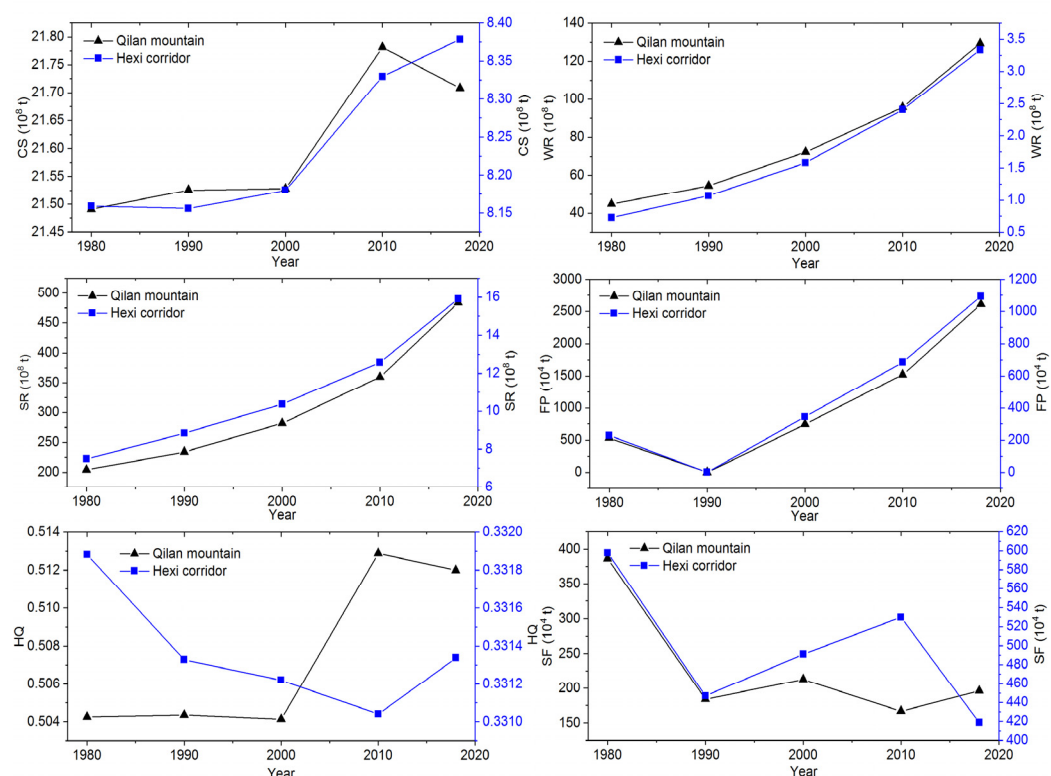 21.80
21.75
21.70
21.65
21.60
21.55
21.50
21.45
CS (10⁸ t)
Qilan mountain
Hexi corridor
8.40
8.35
8.30
8.25
8.20
8.15
CS (10⁸ t)
1980 1990 2000 2010 2020
Year
140
120
100
80
60
40
WR (10⁸ t)
Qilan mountain
Hexi corridor
3.5
3.0
2.5
2.0
1.5
1.0
0.5
WR (10⁸ t)
1980 1990 2000 2010 2020
Year
500
450
400
350
300
250
200
SR (10⁸ t)
Qilan mountain
Hexi corridor
16
14
12
10
8
6
SR (10⁸ t)
1980 1990 2000 2010 2020
Year
3000
2500
2000
1500
1000
500
0
FP (10⁴ t)
Qilan mountain
Hexi corridor
1200
1000
800
600
400
200
0
FP (10⁴ t)
1980 1990 2000 2010 2020
Year
0.514
0.512
0.510
0.508
0.506
0.504
HQ
Qilan mountain
Hexi corridor
0.3320
0.3318
0.3316
0.3314
0.3312
0.3310
HQ
1980 1990 2000 2010 2020
Year
400
350
300
250
200
150
SF (10⁴ t)
Qilan mountain
Hexi corridor
620
600
580
560
540
520
500
480
460
440
420
400
SF (10⁴ t)
1980 1990 2000 2010 2020
Year